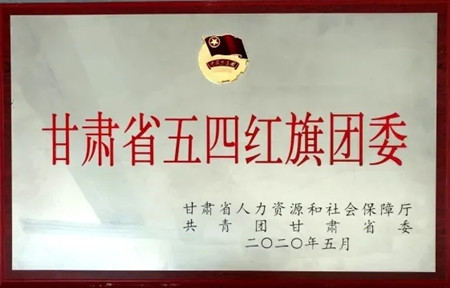 甘肃省五四红旗团委
甘肃省人力资源和社会保障厅
共青团甘肃省委
二〇二〇年五月